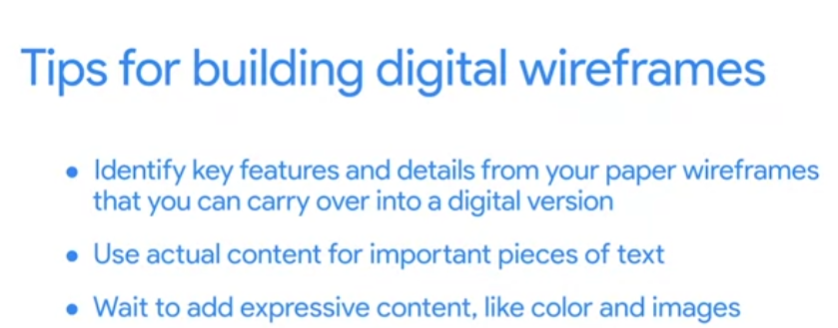 Tips for building digital wireframes
• Identify key features and details from your paper wireframes
that you can carry over into a digital version
• Use actual content for important pieces of text
• Wait to add expressive content, like color and images